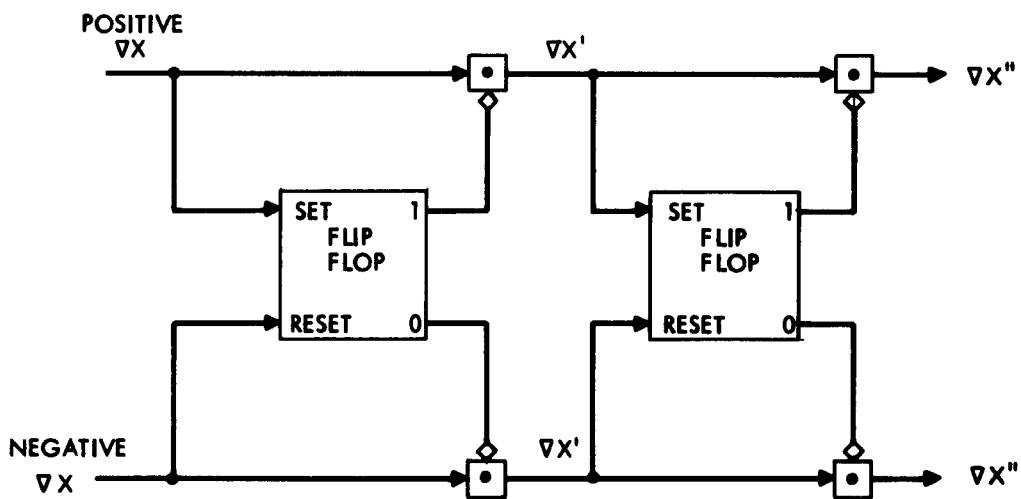 POSITIVE
∇X
∇X'
∇X"
SET 1
FLIP
FLOP
RESET 0
SET 1
FLIP
FLOP
RESET 0
NEGATIVE
∇X
∇X'
∇X"